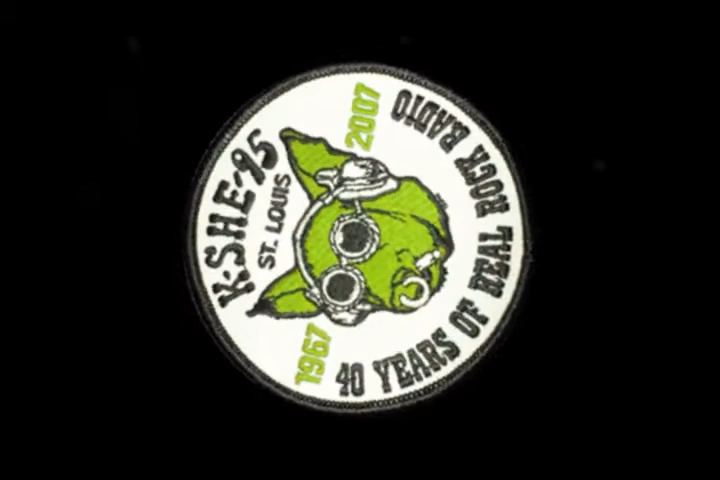 K-SHE-95
ST. LOUIS
1967
2007
40 YEARS OF REAL ROCK RADIO